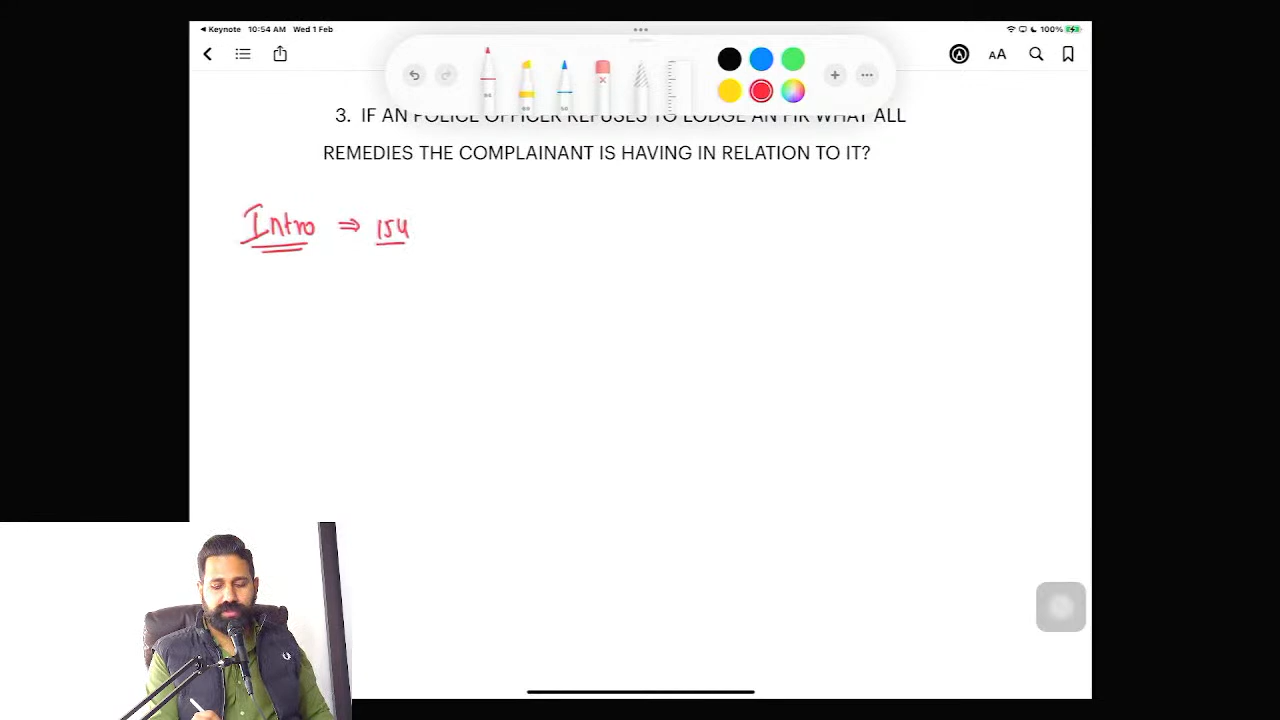 Keynote 10:54 AM Wed 1 Feb
100%
AA
3. IF AN POLICE OFFICER REFUSES TO LODGE AN FIR WHAT ALL
REMEDIES THE COMPLAINANT IS HAVING IN RELATION TO IT?
Intro ⇒ 154